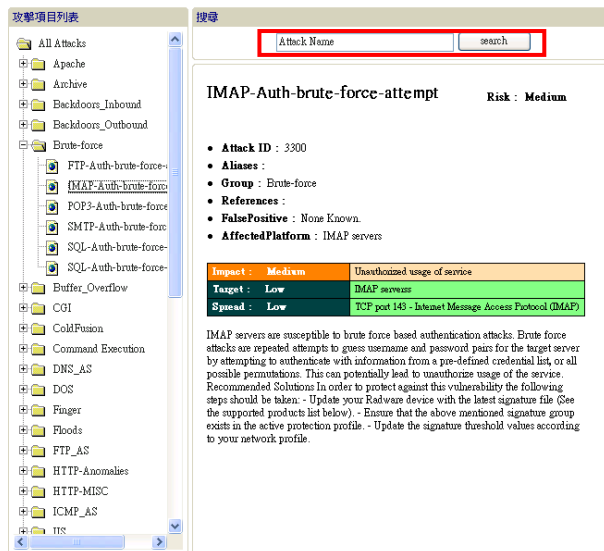 攻擊項目列表
All Attacks
Apache
Archive
Backdoors_Inbound
Backdoors_Outbound
Brute-force
FTP-Auth-brute-force-
IMAP-Auth-brute-forc
POP3-Auth-brute-force
SMTP-Auth-brute-forc
SQL-Auth-brute-force-
SQL-Auth-brute-force-
Buffer_Overflow
CGI
ColdFusion
Command Execution
DNS_AS
DOS
Finger
Floods
FTP_AS
HTTP-Anomalies
HTTP-MISC
ICMP_AS
IIS
搜尋
Attack Name search
IMAP-Auth-brute-force-attempt Risk : Medium
Attack ID : 3300
Aliases :
Group : Brute-force
References :
FalsePositive : None Known.
AffectedPlatform : IMAP servers
Impact : Medium Unauthorized usage of service
Target : Low IMAP serverss
Spread : Low TCP port 143 - Internet Message Access Protocol (IMAP)
IMAP servers are susceptible to brute force based authentication attacks. Brute force
attacks are repeated attempts to guess username and password pairs for the target server
by attempting to authenticate with information from a pre-defined credential list, or all
possible permutations. This can potentially lead to unauthorize usage of the service.
Recommended Solutions In order to protect against this vulnerability the following
steps should be taken: - Update your Radware device with the latest signature file (See
the supported products list below). - Ensure that the above mentioned signature group
exists in the active protection profile. - Update the signature threshold values according
to your network profile.